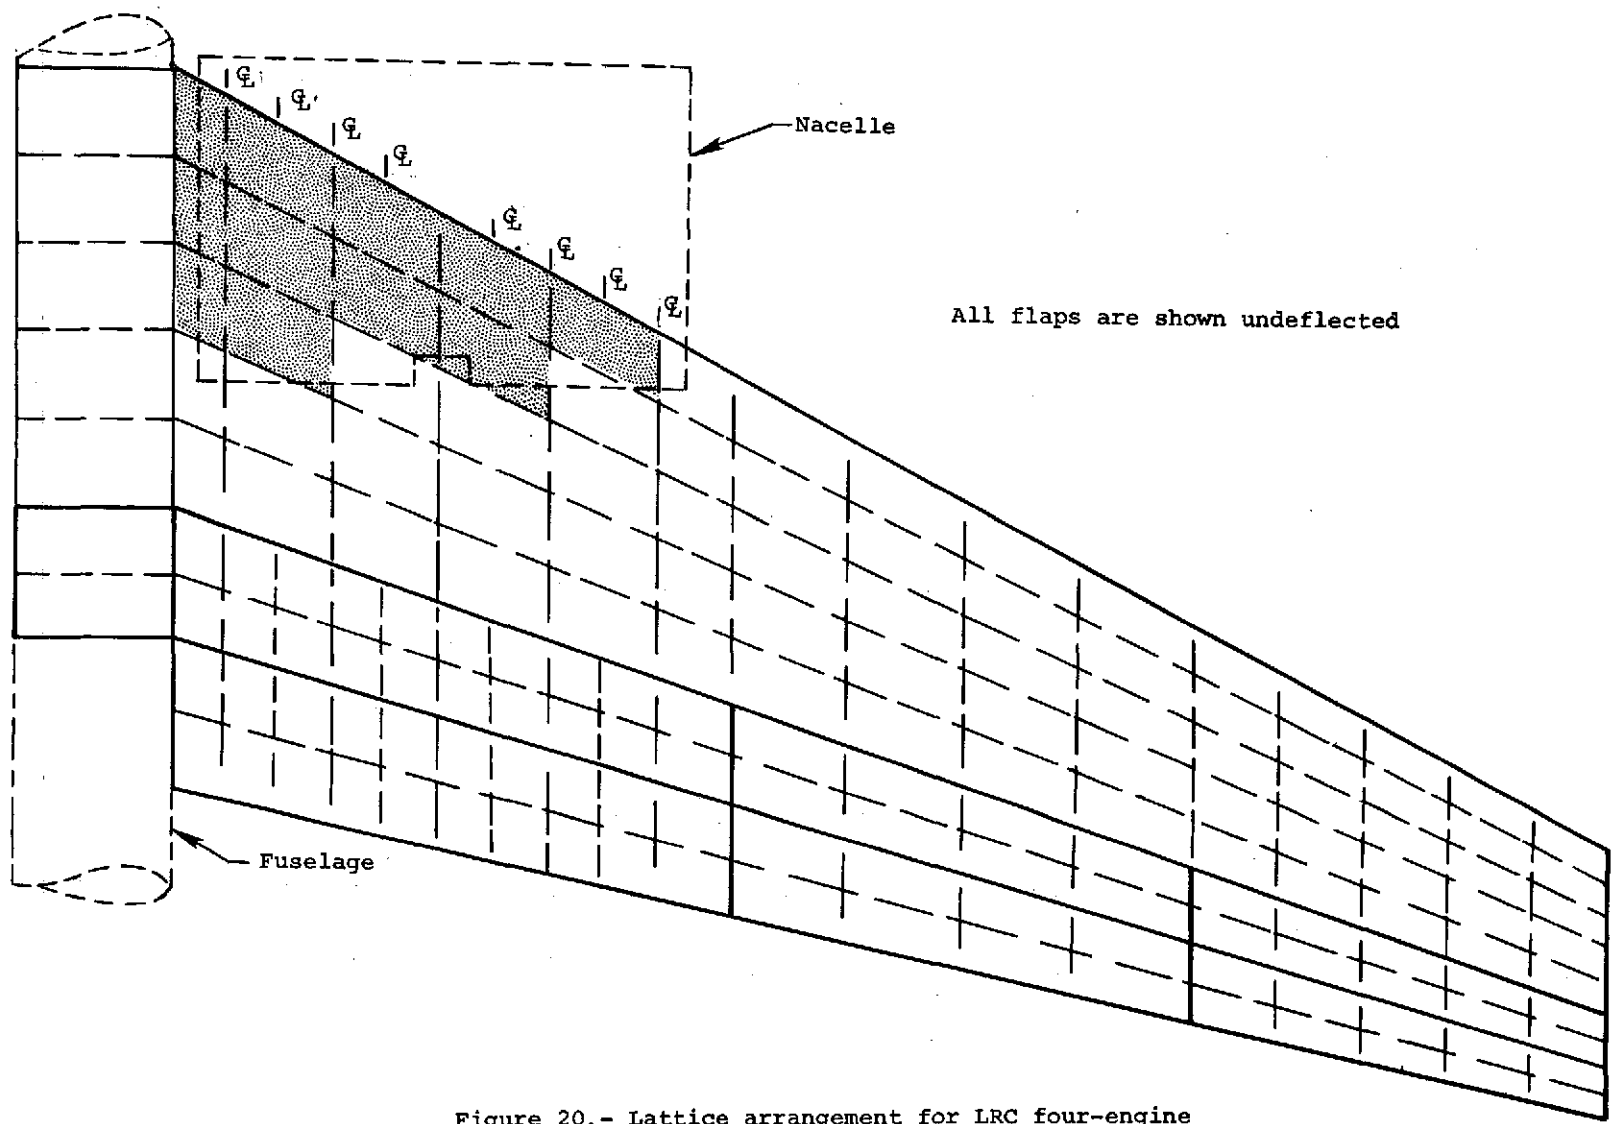 ℄
℄
℄
℄
Nacelle
℄
℄
℄
℄
All flaps are shown undeflected
Fuselage
Figure 20.- Lattice arrangement for LRC four-engine